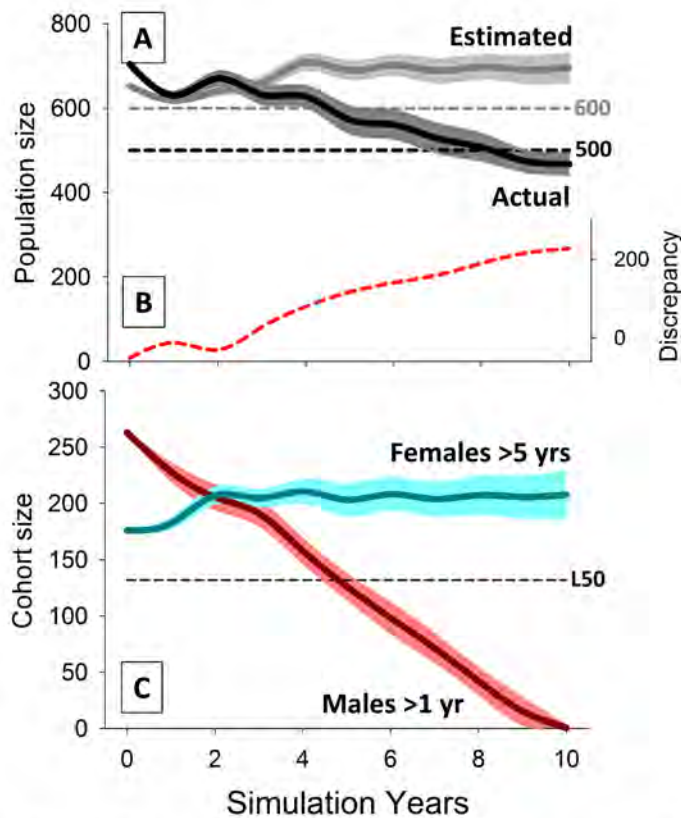 A
800
Estimated
600
600
500
400
Actual
Population size
200
200
B
0
0
Discrepancy
300
250
Females >5 yrs
200
150
L50
Cohort size
100
50
C
Males >1 yr
0
0 2 4 6 8 10
Simulation Years